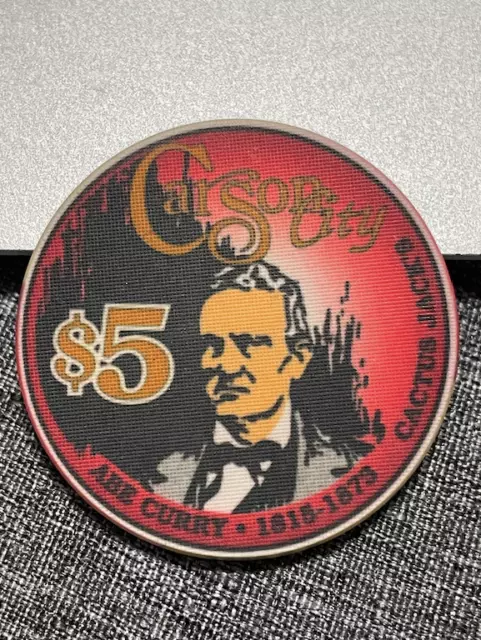 Carson City
$5
CACTUS JACK'S
ABE CURRY • 1815-1873